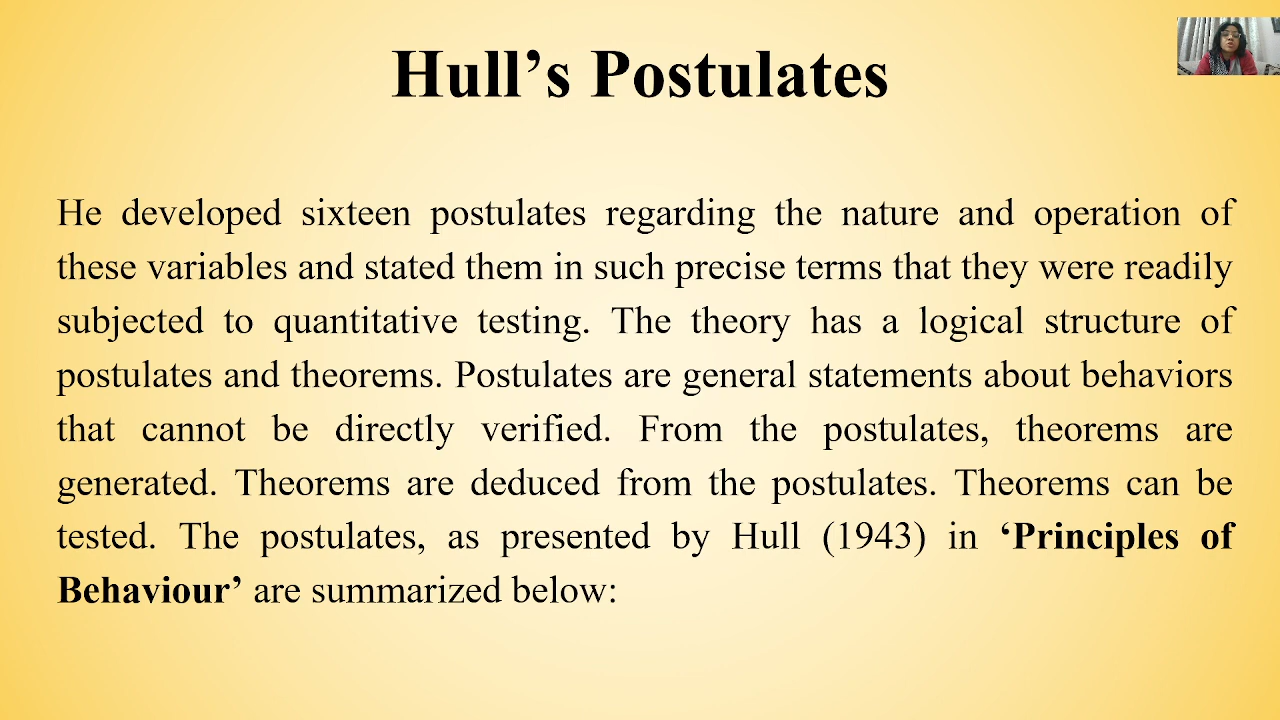 Hull’s Postulates
He developed sixteen postulates regarding the nature and operation of
these variables and stated them in such precise terms that they were readily
subjected to quantitative testing. The theory has a logical structure of
postulates and theorems. Postulates are general statements about behaviors
that cannot be directly verified. From the postulates, theorems are
generated. Theorems are deduced from the postulates. Theorems can be
tested. The postulates, as presented by Hull (1943) in ‘Principles of
Behaviour’ are summarized below: